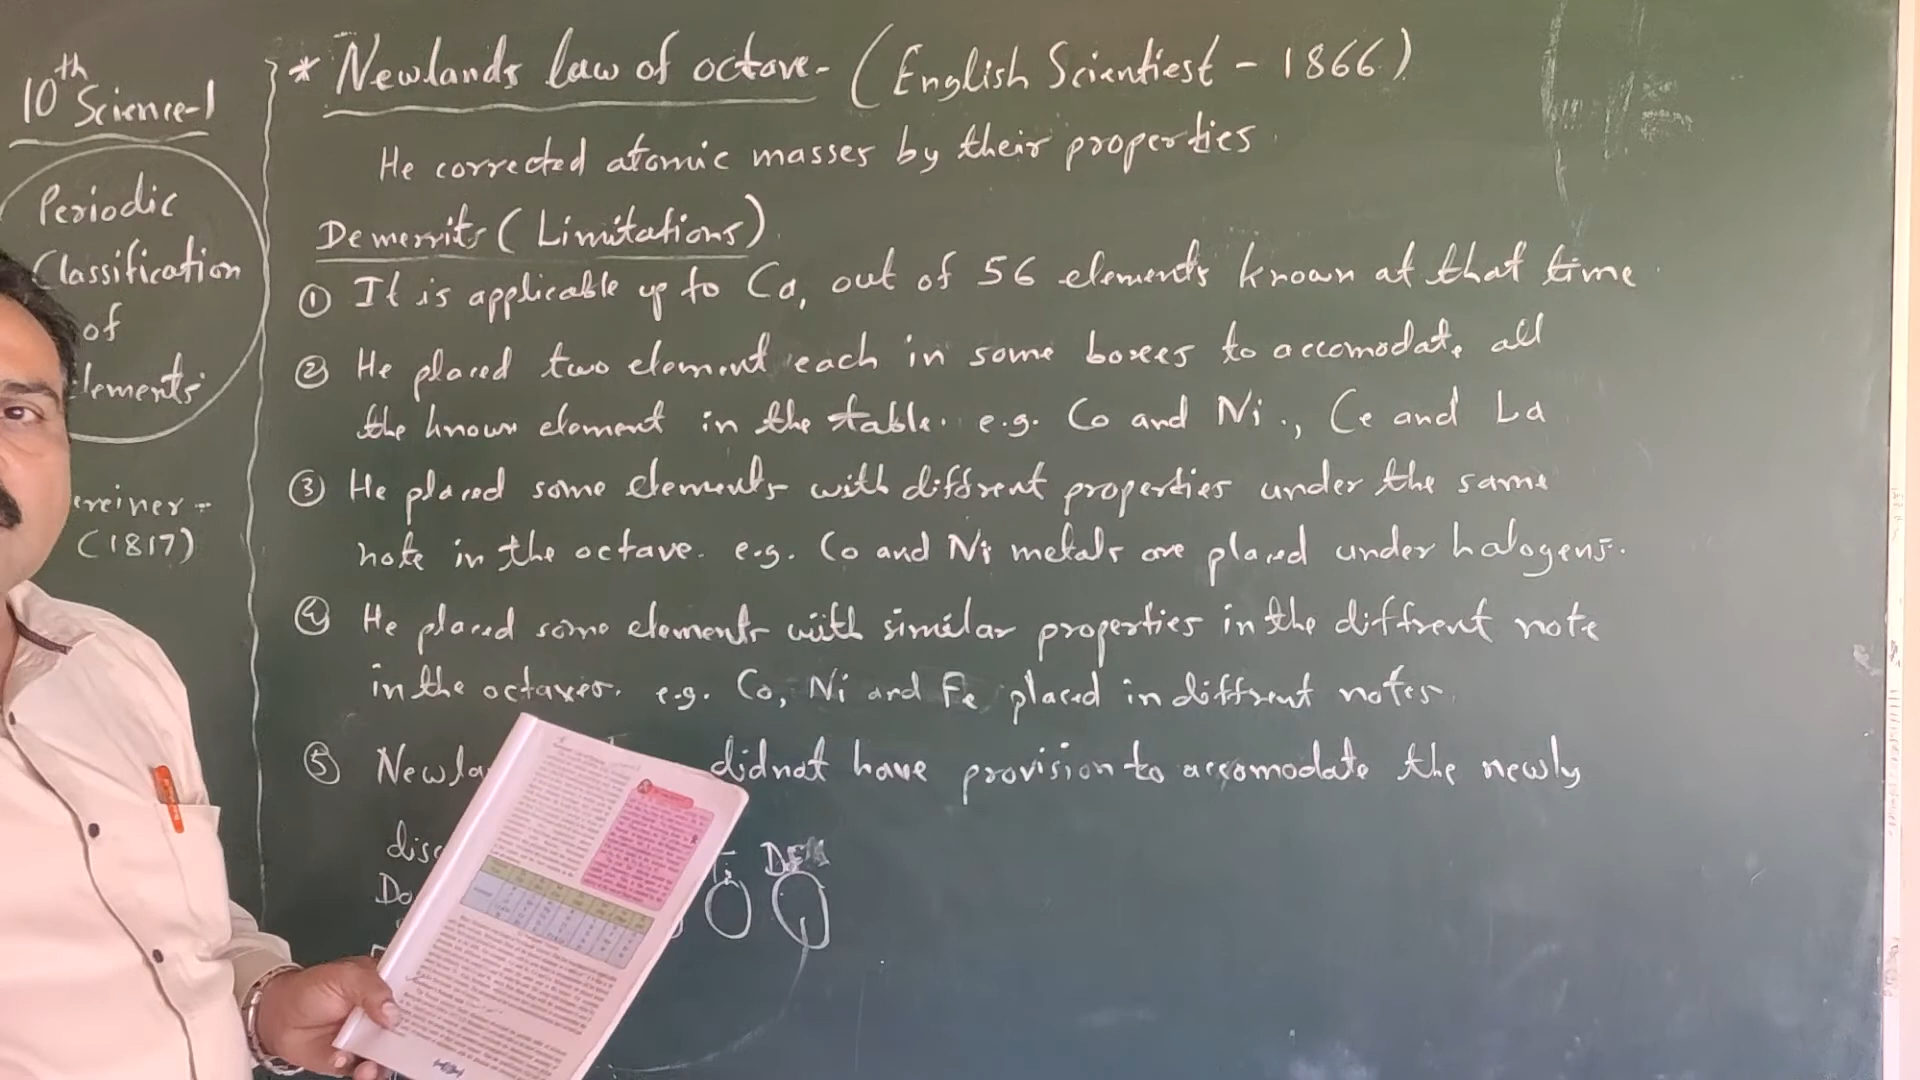 10th
Science-1
Periodic
Classification
of
lements
ereiner -
(1817)
* Newlands law of octave - (English Scientiest - 1866)
He corrected atomic masses by their properties
Demerrits (Limitations)
① It is applicable up to Ca, out of 56 elements known at that time
② He placed two element each in some boxes to accomodate all
the known element in the table. e.g. Co and Ni., Ce and La
③ He placed some elements with diffrent properties under the same
note in the octave. e.g. Co and Ni metals are placed under halogens.
④ He placed some elements with similar properties in the diffrent note
in the octaves. e.g. Co, Ni and Fe placed in diffrent notes
⑤ Newla didnot have provision to accomodate the newly
disc
Do